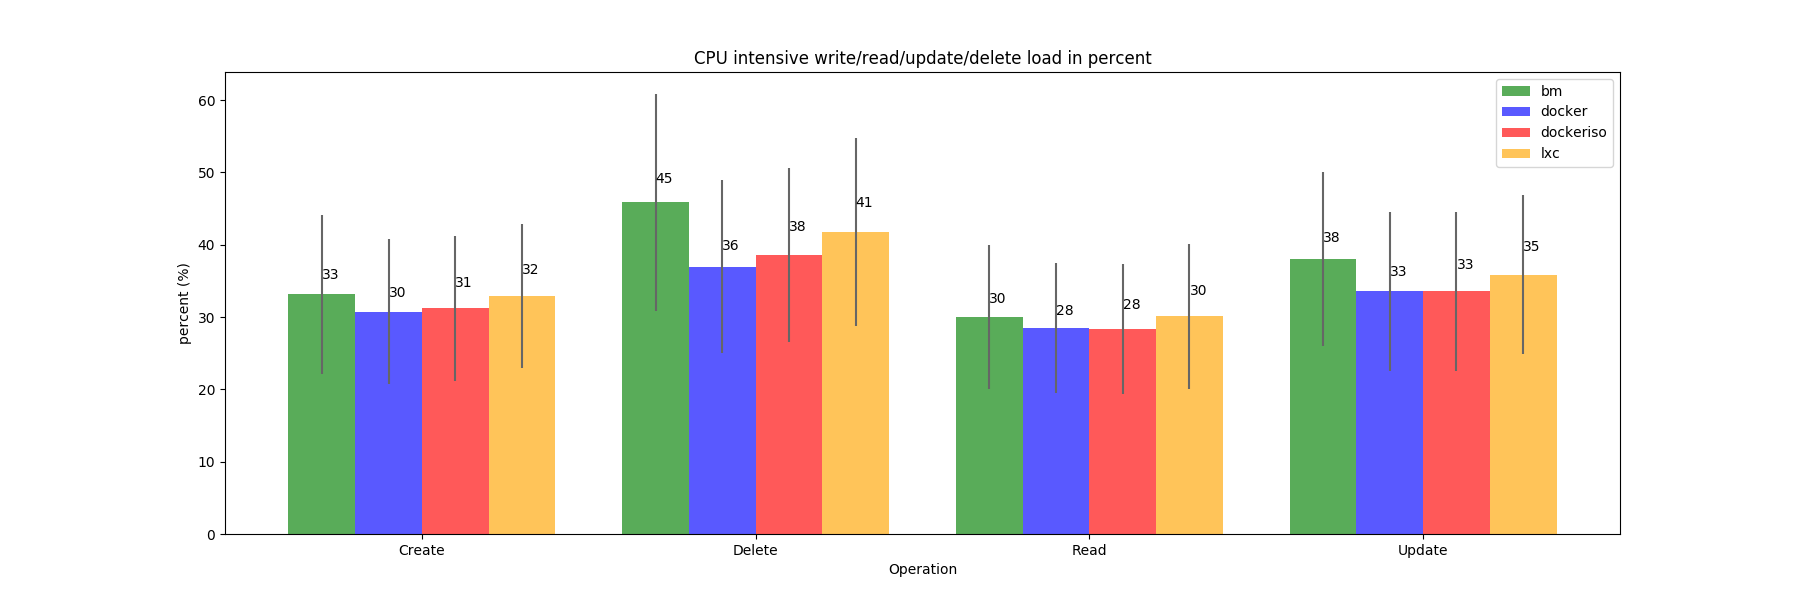 CPU intensive write/read/update/delete load in percent
60
50
40
30
20
10
0
percent (%)
bm
docker
dockeriso
lxc
33
30
31
32
45
36
38
41
30
28
28
30
38
33
33
35
Create
Delete
Read
Update
Operation